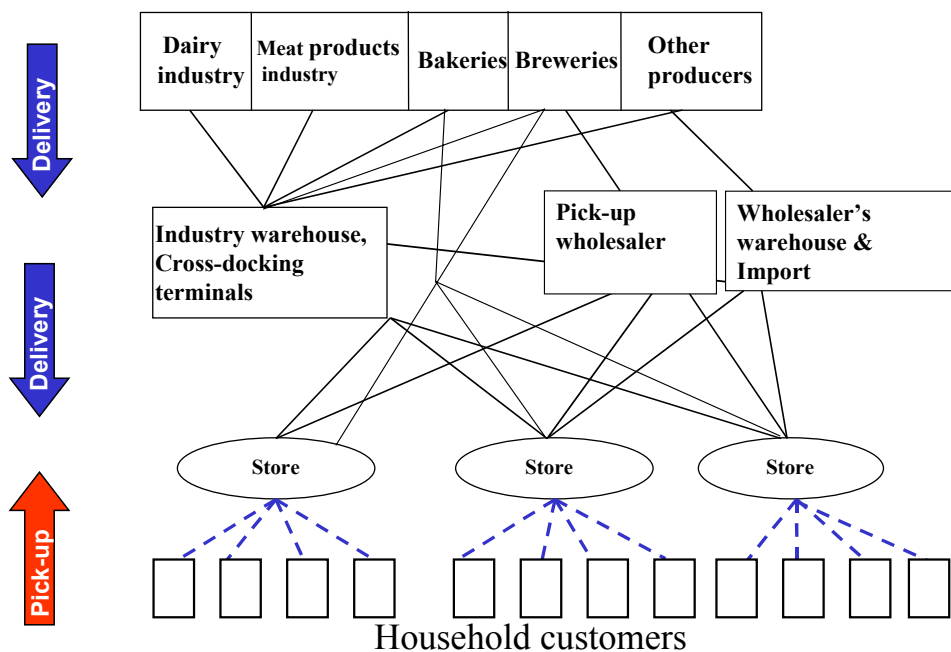 Delivery
Dairy
industry
Meat products
industry
Bakeries
Breweries
Other
producers
Delivery
Industry warehouse,
Cross-docking
terminals
Pick-up
wholesaler
Wholesaler’s
warehouse &
Import
Pick-up
Store
Store
Store
Household customers